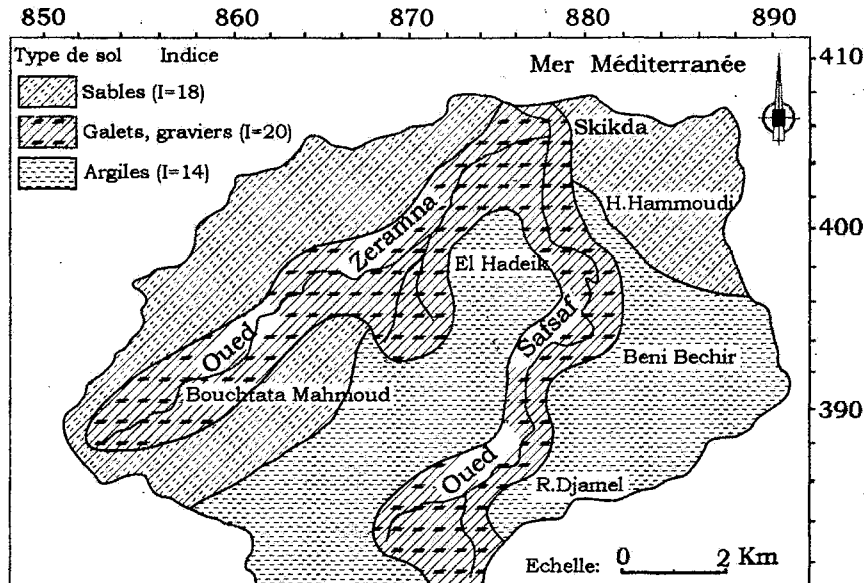 850 860 870 880 890
Type de sol Indice
Sables (I=18)
Galets, graviers (I=20)
Argiles (I=14)
Mer Méditerranée
410
Skikda
H.Hammoudi
400
Zeramna
El Hadeik
Oued
Safsaf
Beni Bechir
Bouchtata Mahmoud
390
Oued
R.Djamel
Echelle: 0 2 Km